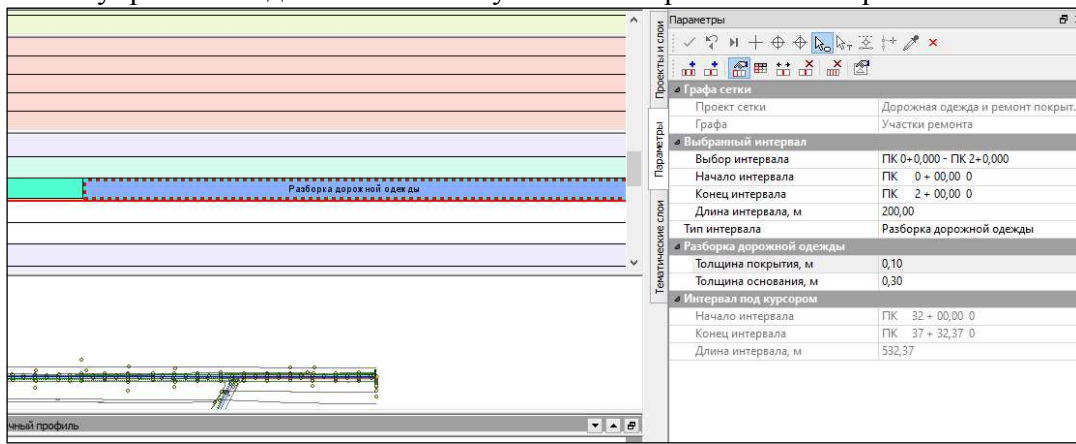 Параметры
Проекты и слои
Параметры
Тематические слои
Графа сетки
Проект сетки Дорожная одежда и ремонт покрыт.
Графа Участки ремонта
Выбранный интервал
Выбор интервала ПК 0+0,000 - ПК 2+0,000
Начало интервала ПК 0 + 00,00 0
Конец интервала ПК 2 + 00,00 0
Длина интервала, м 200,00
Тип интервала Разборка дорожной одежды
Разборка дорожной одежды
Толщина покрытия, м 0,10
Толщина основания, м 0,30
Интервал под курсором
Начало интервала ПК 32 + 00,00 0
Конец интервала ПК 37 + 32,37 0
Длина интервала, м 532,37
Разборка дорожной одежды
чный профиль